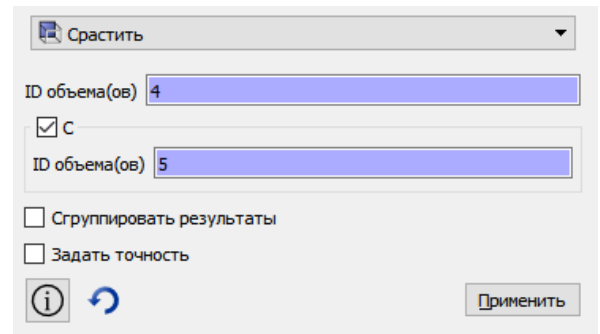 Срастить
ID объема(ов) 4
С
ID объема(ов) 5
Сгруппировать результаты
Задать точность
Применить